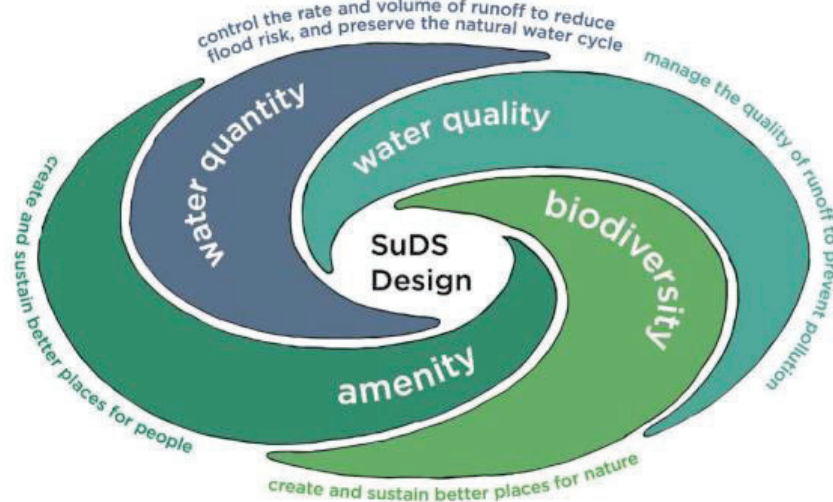 control the rate and volume of runoff to reduce
flood risk, and preserve the natural water cycle
water quantity
water quality
manage the quality of runoff to prevent pollution
biodiversity
SuDS
Design
amenity
create and sustain better places for people
create and sustain better places for nature